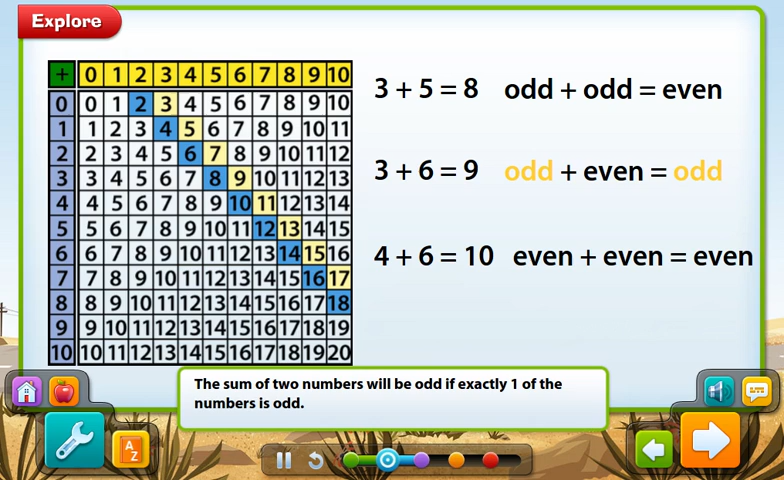 Explore
+ 0 1 2 3 4 5 6 7 8 9 10
0 0 1 2 3 4 5 6 7 8 9 10
1 1 2 3 4 5 6 7 8 9 10 11
2 2 3 4 5 6 7 8 9 10 11 12
3 3 4 5 6 7 8 9 10 11 12 13
4 4 5 6 7 8 9 10 11 12 13 14
5 5 6 7 8 9 10 11 12 13 14 15
6 6 7 8 9 10 11 12 13 14 15 16
7 7 8 9 10 11 12 13 14 15 16 17
8 8 9 10 11 12 13 14 15 16 17 18
9 9 10 11 12 13 14 15 16 17 18 19
10 10 11 12 13 14 15 16 17 18 19 20
3 + 5 = 8 odd + odd = even
3 + 6 = 9 odd + even = odd
4 + 6 = 10 even + even = even
The sum of two numbers will be odd if exactly 1 of the
numbers is odd.
A
Z